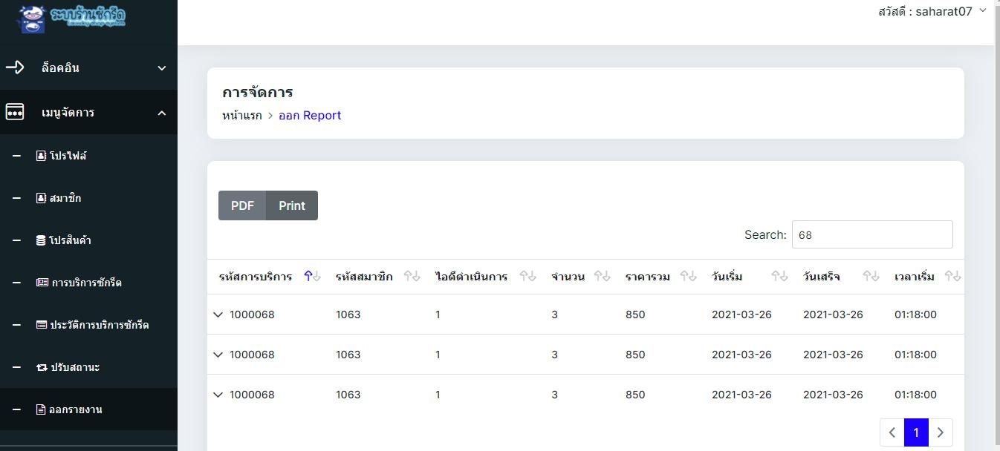 ระบบร้านซักรีด
สวัสดี : saharat07
ล็อคอิน
เมนูจัดการ
โปรไฟล์
สมาชิก
โปรสินค้า
การบริการซักรีด
ประวัติการบริการซักรีด
ปรับสถานะ
ออกรายงาน
การจัดการ
หน้าแรก > ออก Report
PDF Print
Search: 68
รหัสการบริการ รหัสสมาชิก ไอดีดำเนินการ จำนวน ราคารวม วันเริ่ม วันเสร็จ เวลาเริ่ม
1000068 1063 1 3 850 2021-03-26 2021-03-26 01:18:00
1000068 1063 1 3 850 2021-03-26 2021-03-26 01:18:00
1000068 1063 1 3 850 2021-03-26 2021-03-26 01:18:00
1